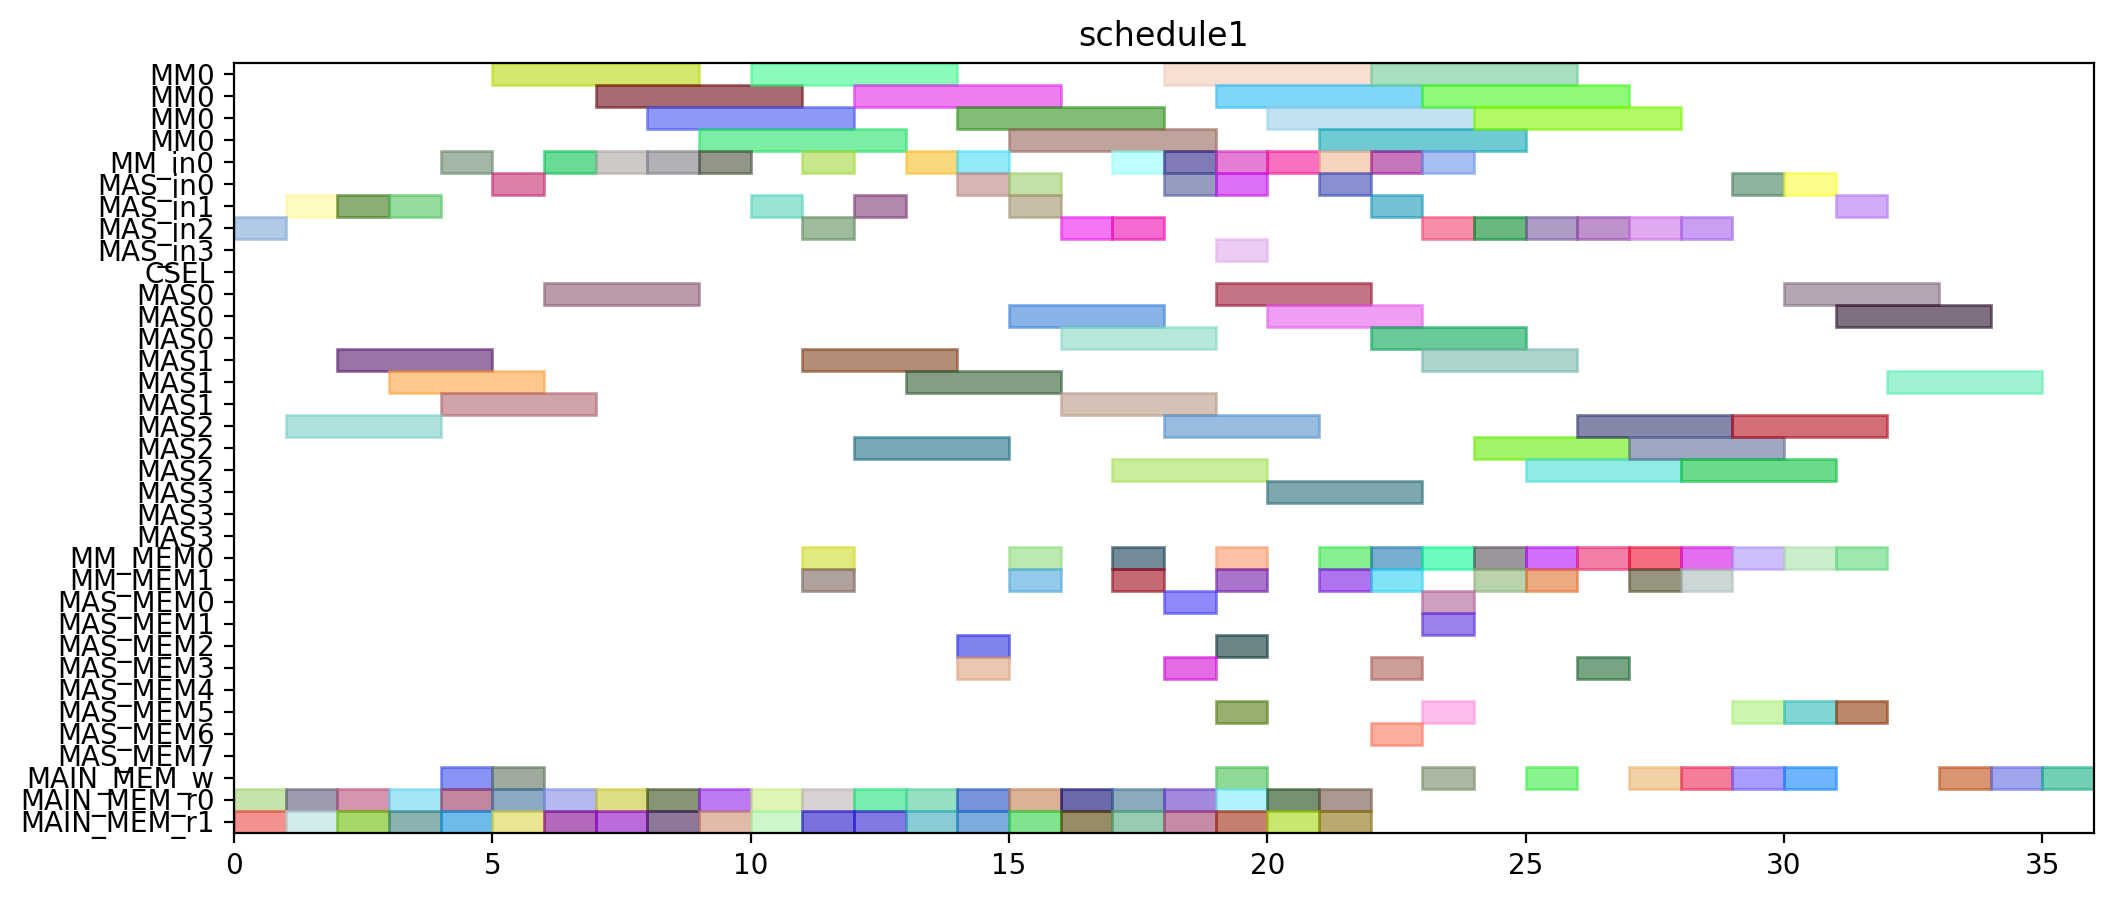 schedule1
MM0
MM0
MM0
MM0
MM_in0
MAS_in0
MAS_in1
MAS_in2
MAS_in3
CSEL
MAS0
MAS0
MAS0
MAS1
MAS1
MAS1
MAS2
MAS2
MAS2
MAS3
MAS3
MAS3
MM_MEM0
MM_MEM1
MAS_MEM0
MAS_MEM1
MAS_MEM2
MAS_MEM3
MAS_MEM4
MAS_MEM5
MAS_MEM6
MAS_MEM7
MAIN_MEM_w
MAIN_MEM_r0
MAIN_MEM_r1
0 5 10 15 20 25 30 35